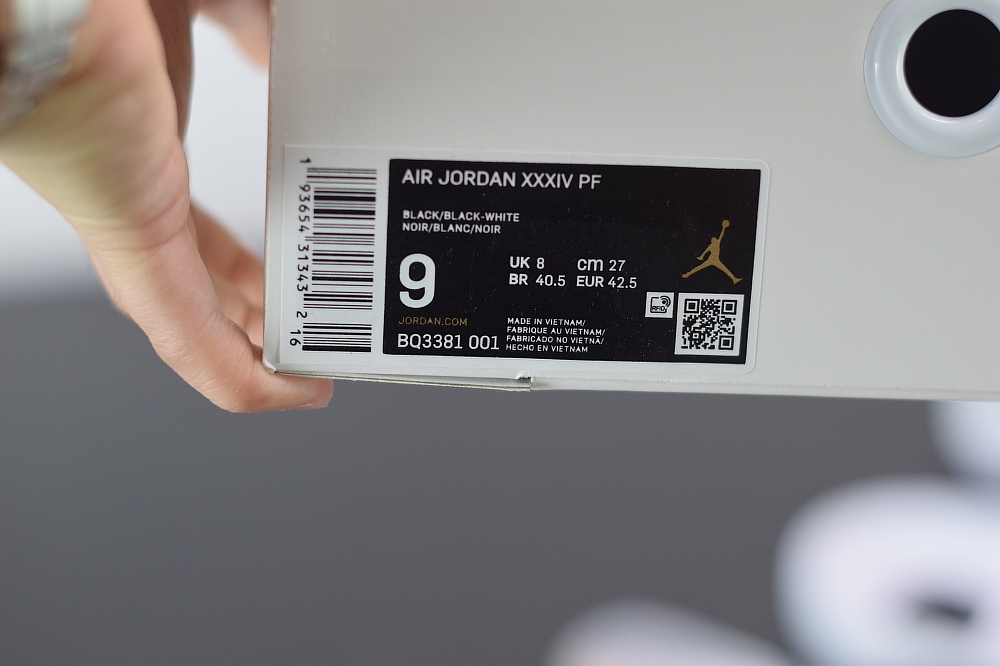 AIR JORDAN XXXIV PF
BLACK/BLACK-WHITE
NOIR/BLANC/NOIR
9
UK 8 cm 27
BR 40.5 EUR 42.5
JORDAN.COM
BQ3381 001
MADE IN VIETNAM/
FABRIQUE AU VIETNAM/
FABRICADO NO VIETNÃ/
HECHO EN VIETNAM
1 93654 31343 2 16